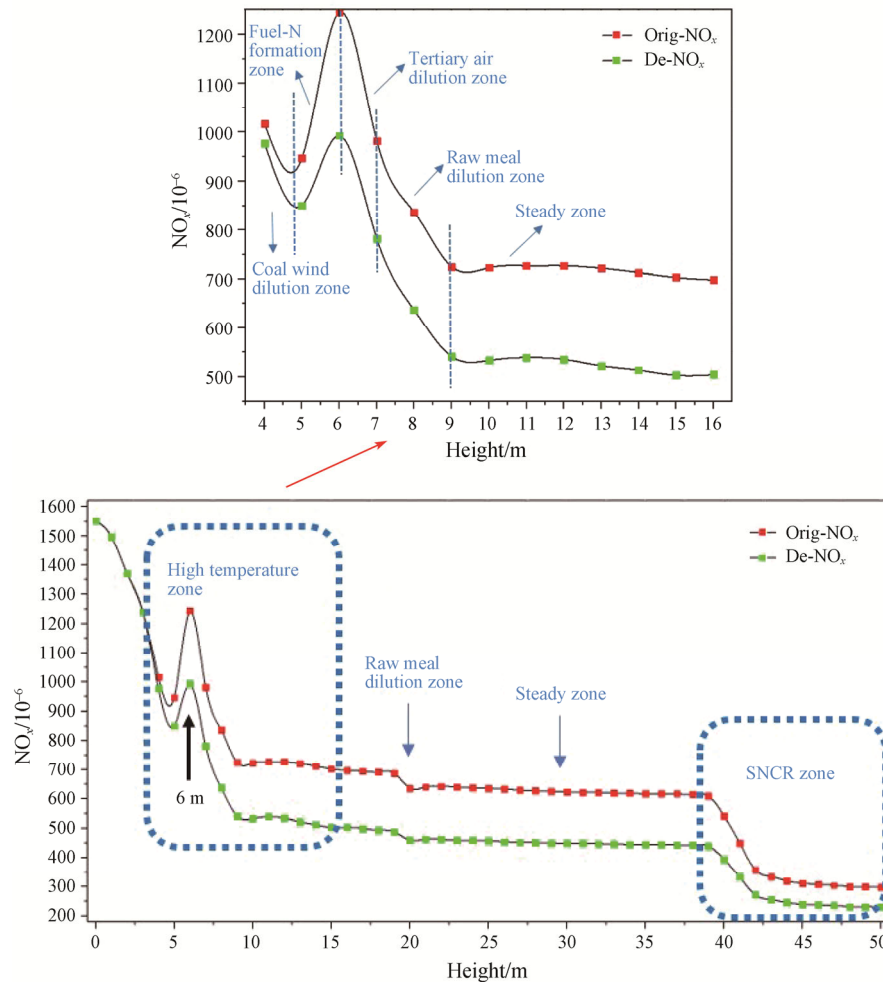 Fuel-N
formation
zone
Tertiary air
dilution zone
Orig-NOₓ
De-NOₓ
Raw meal
dilution zone
Steady zone
Coal wind
dilution zone
NOₓ/10⁻⁶
1200
1100
1000
900
800
700
600
500
4 5 6 7 8 9 10 11 12 13 14 15 16
Height/m
High temperature
zone
Orig-NOₓ
De-NOₓ
Raw meal
dilution zone
Steady zone
SNCR zone
6 m
NOₓ/10⁻⁶
1600
1500
1400
1300
1200
1100
1000
900
800
700
600
500
400
300
200
0 5 10 15 20 25 30 35 40 45 50
Height/m